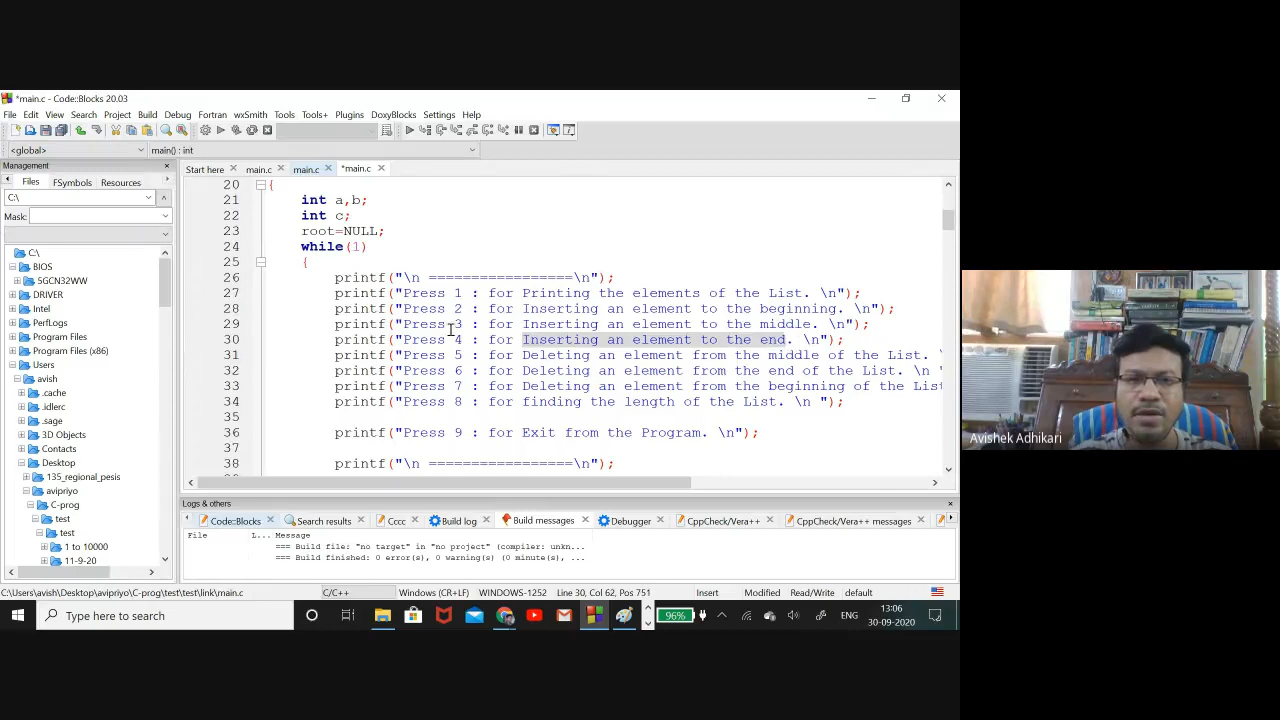 *main.c - Code::Blocks 20.03
File Edit View Search Project Build Debug Fortran wxSmith Tools Tools+ Plugins DoxyBlocks Settings Help
<global> main() : int
Management
Files FSymbols Resources
C:\
Mask:
C:\
BIOS
5GCN32WW
DRIVER
Intel
PerfLogs
Program Files
Program Files (x86)
Users
avish
.cache
.idlerc
.sage
3D Objects
Contacts
Desktop
135_regional_pesis
avipriyo
C-prog
test
test
1 to 10000
11-9-20
Start here main.c main.c *main.c
20 {
21 int a,b;
22 int c;
23 root=NULL;
24 while(1)
25 {
26 printf("\n =================\n");
27 printf("Press 1 : for Printing the elements of the List. \n");
28 printf("Press 2 : for Inserting an element to the beginning. \n");
29 printf("Press 3 : for Inserting an element to the middle. \n");
30 printf("Press 4 : for Inserting an element to the end. \n");
31 printf("Press 5 : for Deleting an element from the middle of the List. \
32 printf("Press 6 : for Deleting an element from the end of the List. \n "
33 printf("Press 7 : for Deleting an element from the beginning of the List
34 printf("Press 8 : for finding the length of the List. \n ");
35
36 printf("Press 9 : for Exit from the Program. \n");
37
38 printf("\n =================\n");
Logs & others
Code::Blocks Search results Cccc Build log Build messages Debugger CppCheck/Vera++ CppCheck/Vera++ messages
File L... Message
=== Build file: "no target" in "no project" (compiler: unkn...
=== Build finished: 0 error(s), 0 warning(s) (0 minute(s), ...
C:\Users\avish\Desktop\avipriyo\C-prog\test\test\link\main.c C/C++ Windows (CR+LF) WINDOWS-1252 Line 30, Col 62, Pos 751 Insert Modified Read/Write default
Type here to search
96%
ENG
13:06
30-09-2020
Avishek Adhikari